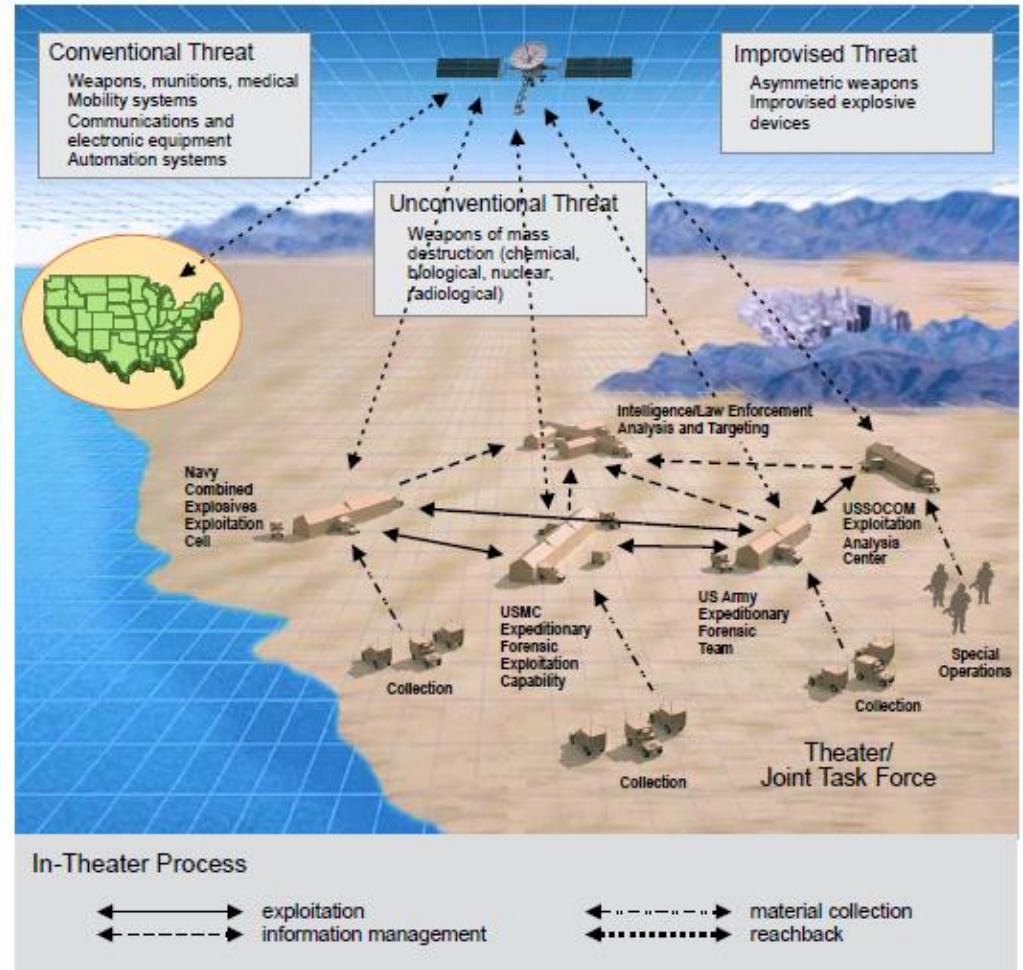 Conventional Threat
Weapons, munitions, medical
Mobility systems
Communications and
electronic equipment
Automation systems
Improvised Threat
Asymmetric weapons
Improvised explosive
devices
Unconventional Threat
Weapons of mass
destruction (chemical,
biological, nuclear,
radiological)
Intelligence/Law Enforcement
Analysis and Targeting
Navy
Combined
Explosives
Exploitation
Cell
USSOCOM
Exploitation
Analysis
Center
USMC
Expeditionary
Forensic
Exploitation
Capability
US Army
Expeditionary
Forensic
Team
Special
Operations
Collection
Collection
Collection
Theater/
Joint Task Force
In-Theater Process
exploitation
information management
material collection
reachback